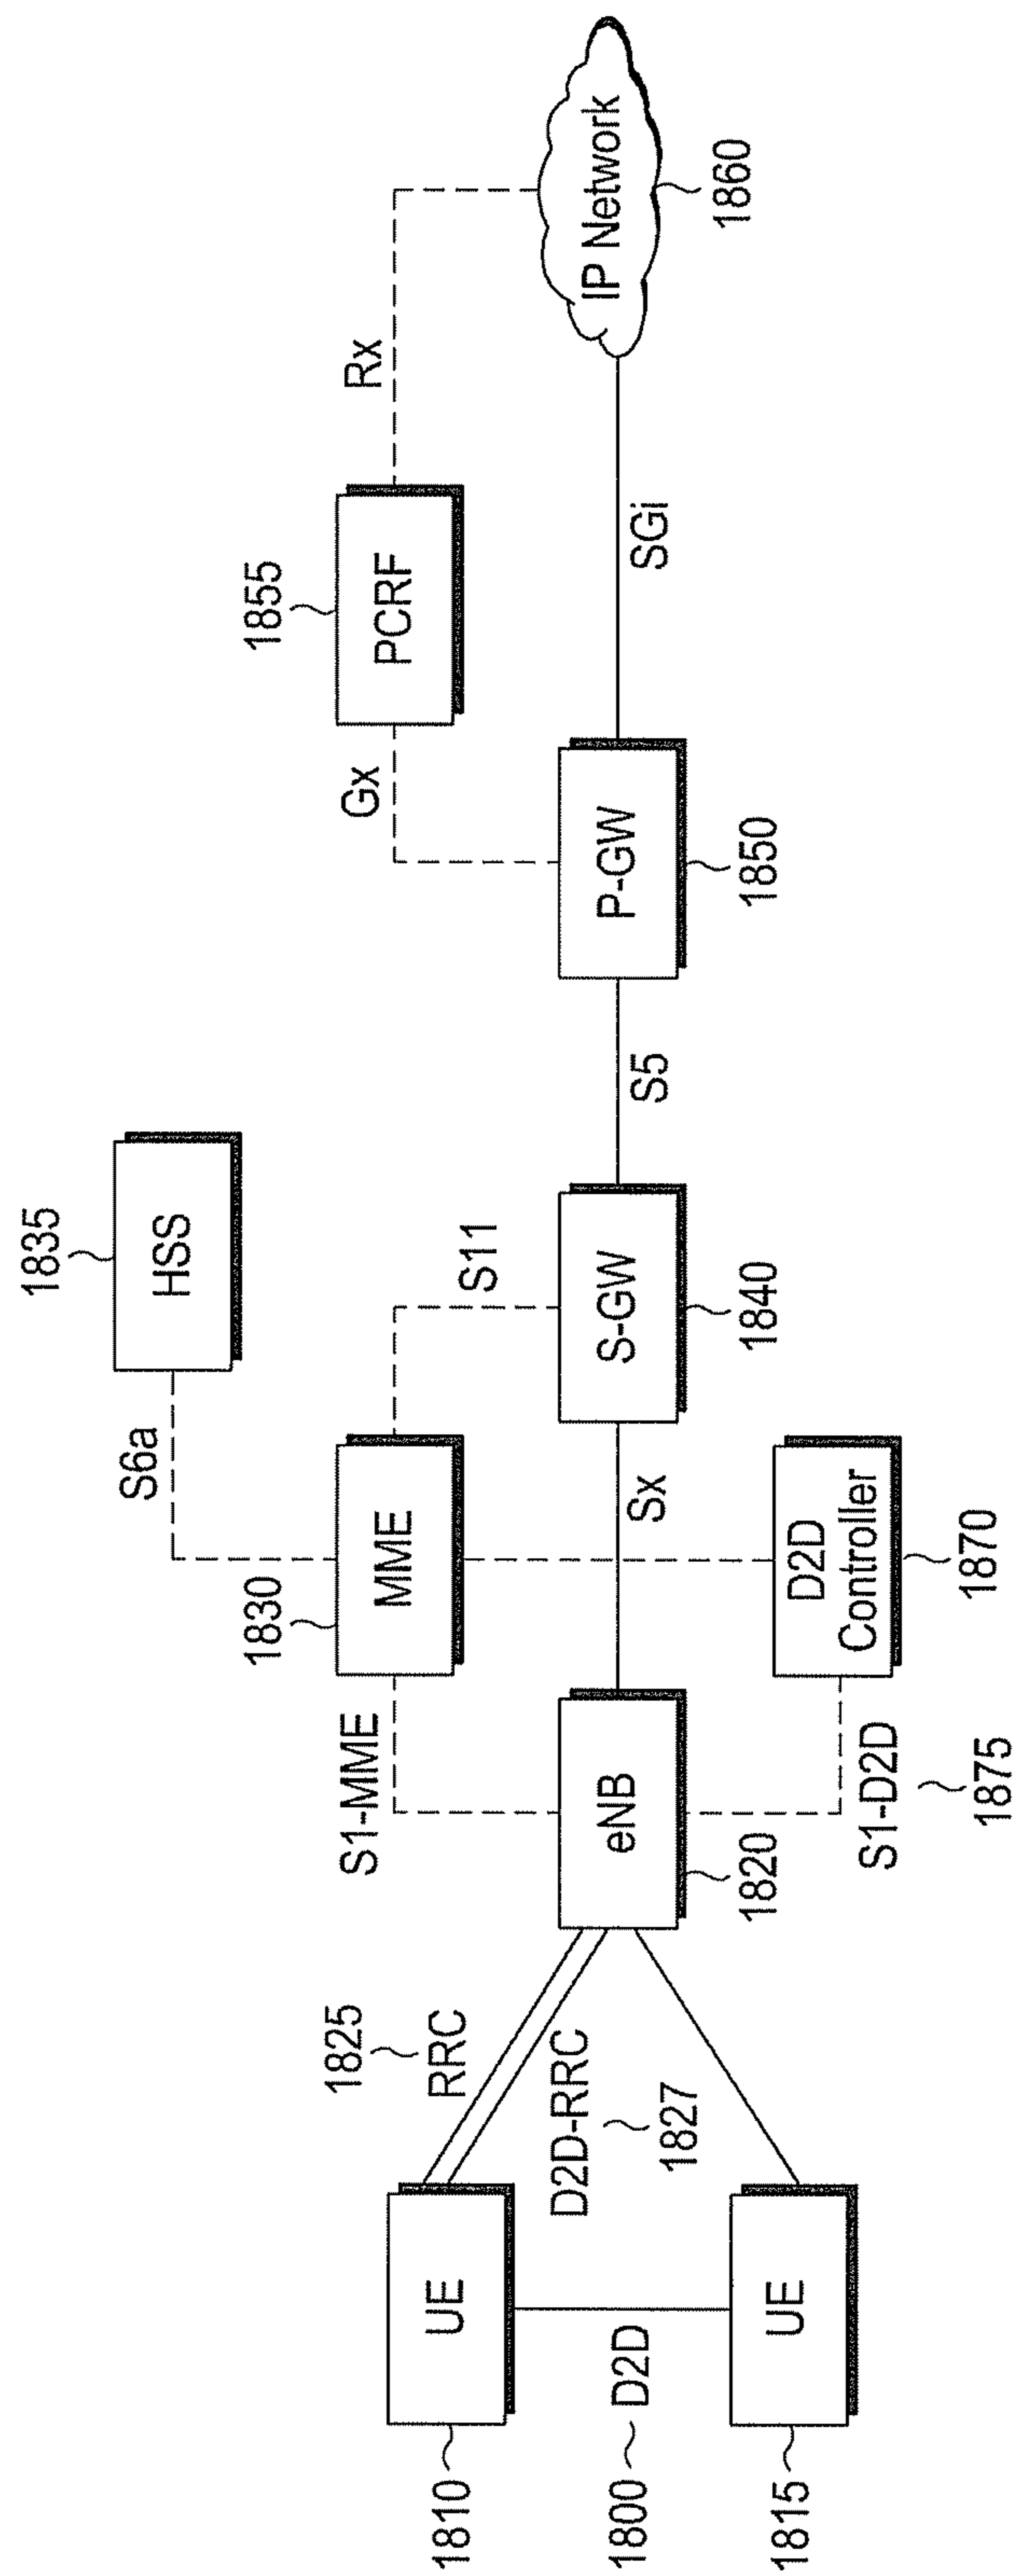 1810
UE
1800
D2D
1815
UE
1825
RRC
D2D-RRC
1827
eNB
1820
S1-MME
1830
MME
S6a
1835
HSS
S11
Sx
S1-D2D
1875
D2D
Controller
1870
S-GW
1840
S5
P-GW
1850
Gx
1855
PCRF
Rx
SGi
IP Network
1860